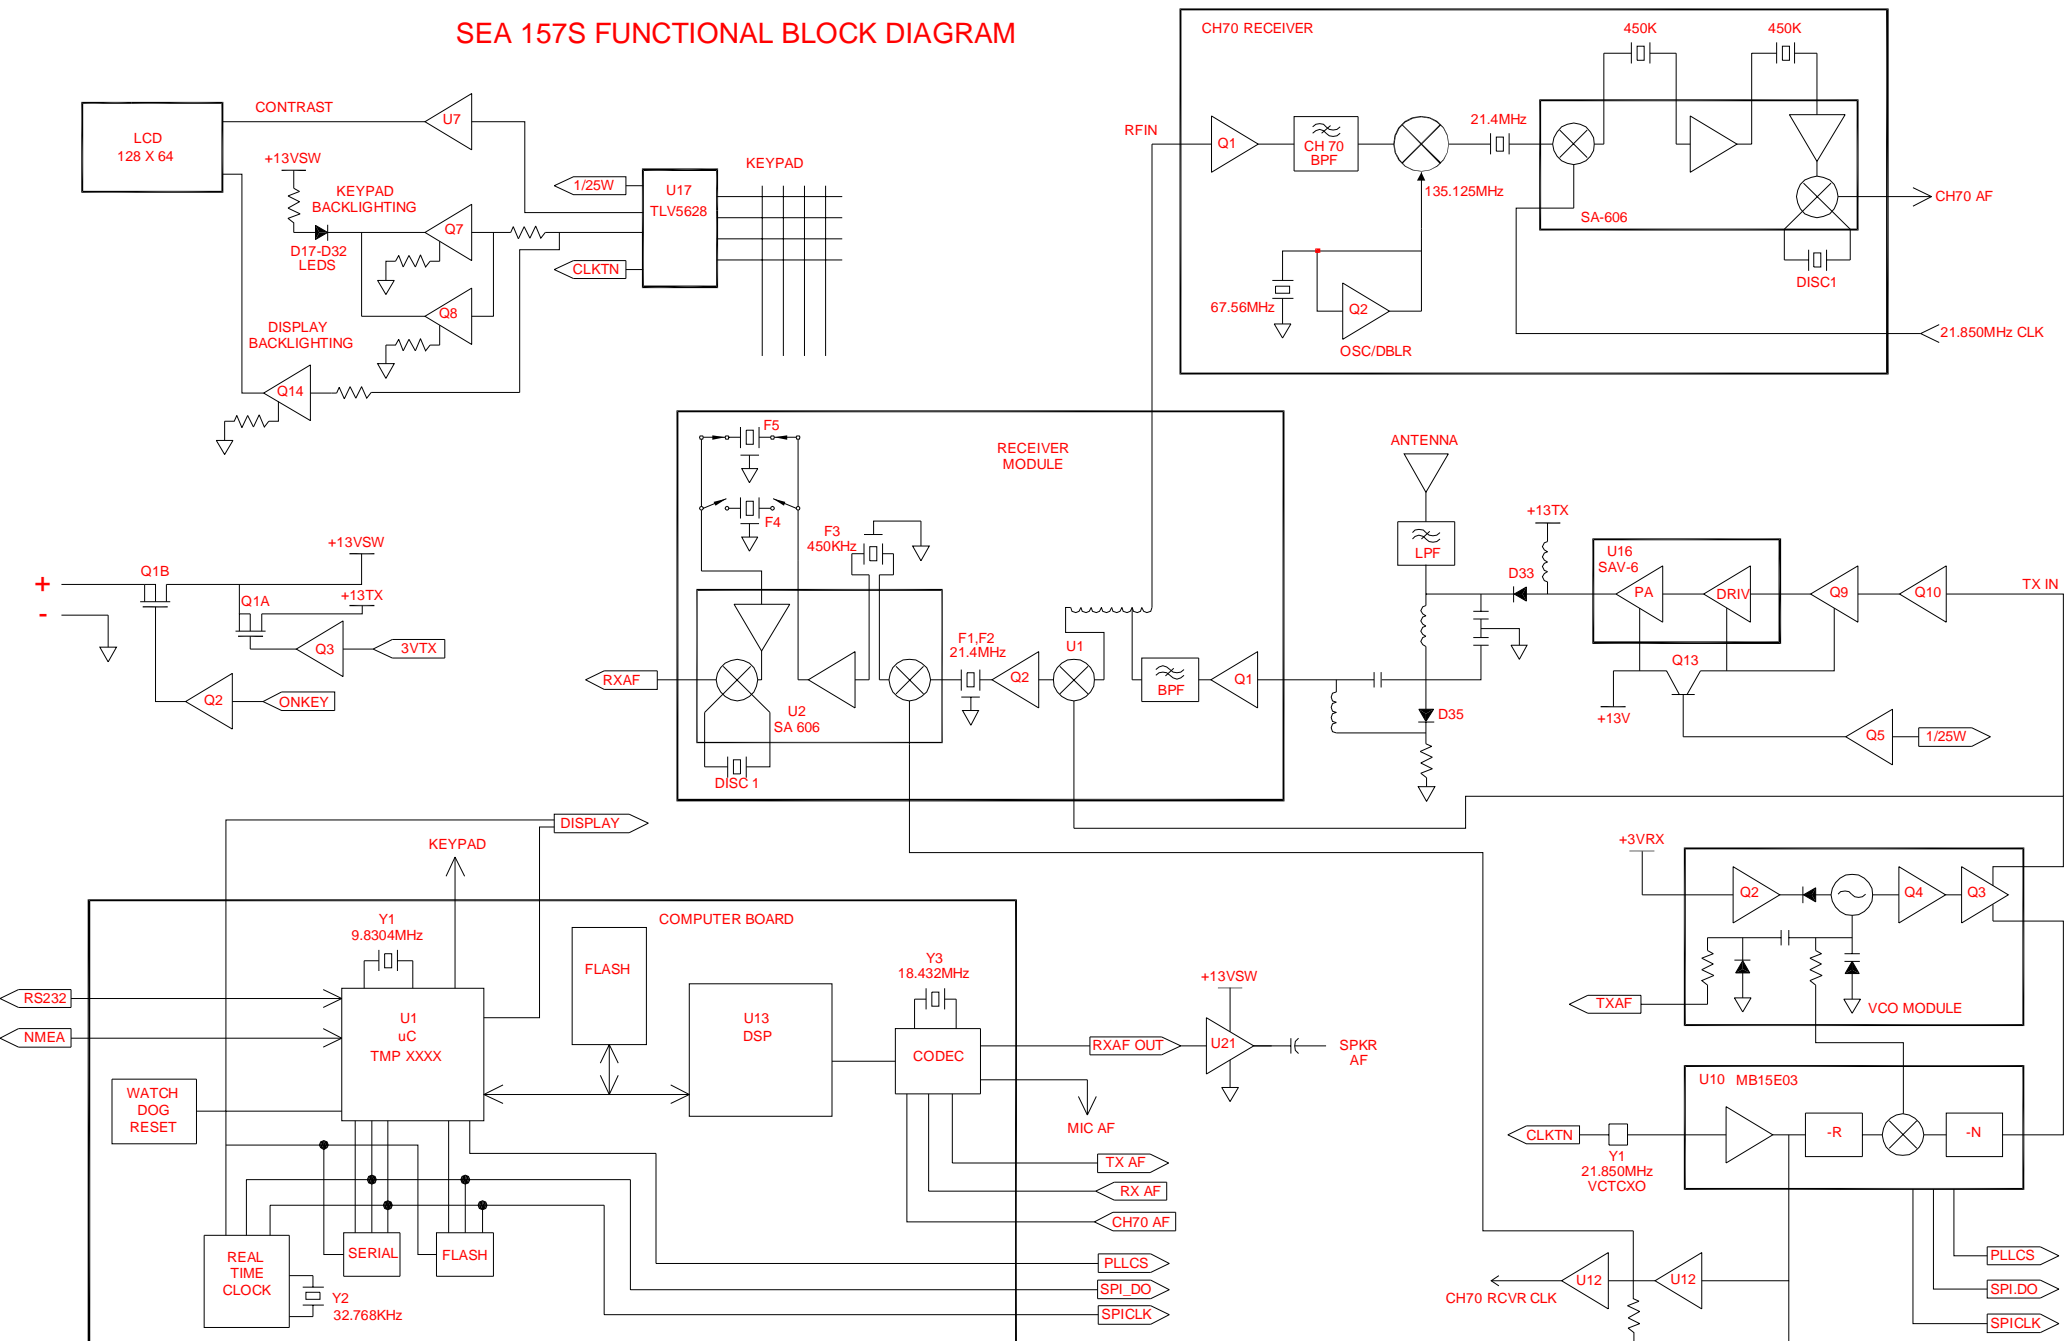 SEA 157S FUNCTIONAL BLOCK DIAGRAM
CH70 RECEIVER
450K
450K
RFIN
Q1
CH 70
BPF
21.4MHz
135.125MHz
SA-606
CH70 AF
DISC1
67.56MHz
Q2
OSC/DBLR
21.850MHz CLK
LCD
128 X 64
CONTRAST
U7
+13VSW
KEYPAD
BACKLIGHTING
D17-D32
LEDS
Q7
Q8
1/25W
U17
TLV5628
CLKTN
KEYPAD
DISPLAY
BACKLIGHTING
Q14
RECEIVER
MODULE
F5
F4
F3
450KHz
F1,F2
21.4MHz
U1
Q2
BPF
Q1
U2
SA 606
DISC 1
RXAF
ANTENNA
LPF
D33
D35
+13TX
U16
SAV-6
PA
DRIV
Q9
Q10
TX IN
Q13
+13V
Q5
1/25W
+
-
Q1B
Q1A
+13VSW
+13TX
Q3
3VTX
Q2
ONKEY
DISPLAY
KEYPAD
COMPUTER BOARD
Y1
9.8304MHz
RS232
NMEA
U1
uC
TMP XXXX
FLASH
U13
DSP
Y3
18.432MHz
CODEC
WATCH
DOG
RESET
REAL
TIME
CLOCK
SERIAL
FLASH
Y2
32.768KHz
RXAF OUT
+13VSW
U21
SPKR
AF
MIC AF
TX AF
RX AF
CH70 AF
PLLCS
SPI_DO
SPICLK
+3VRX
Q2
Q4
Q3
TXAF
VCO MODULE
U10 MB15E03
CLKTN
Y1
21.850MHz
VCTCXO
-R
-N
CH70 RCVR CLK
U12
U12
PLLCS
SPI.DO
SPICLK